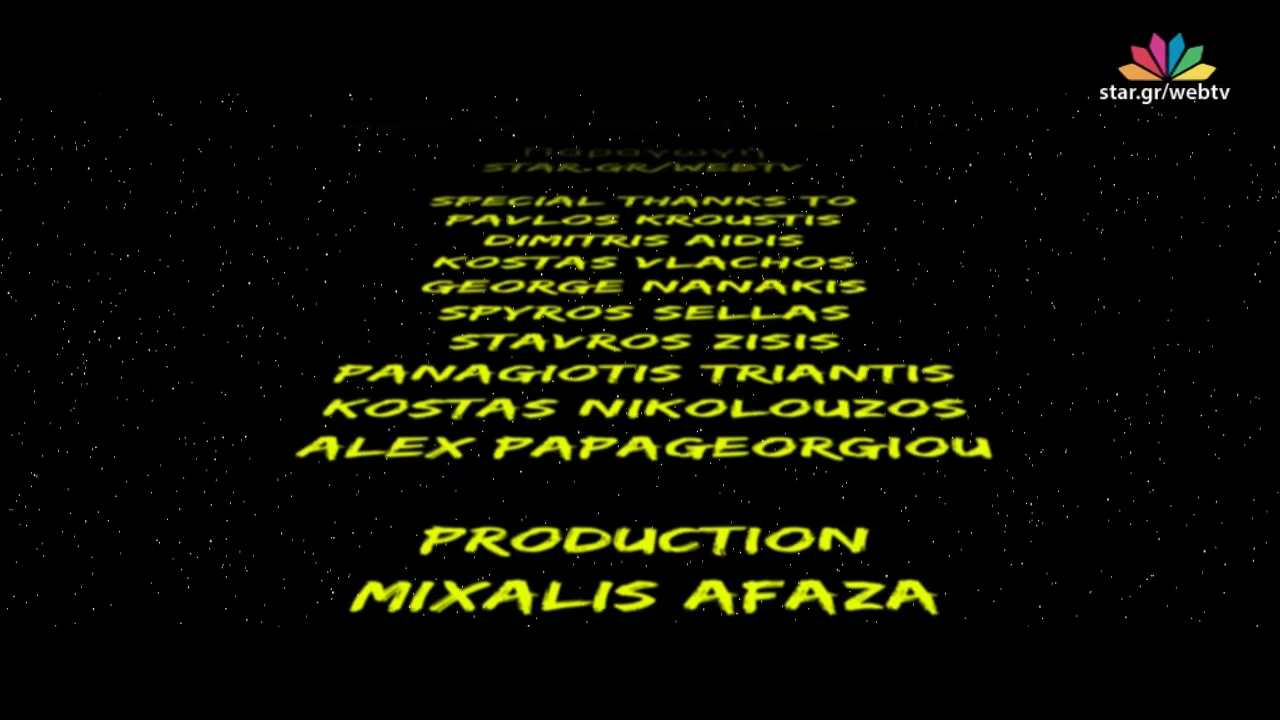 star.gr/webtv
Παραγωγή
STAR.GR/WEBTV
SPECIAL THANKS TO
PAVLOS KROUSTIS
DIMITRIS AIDIS
KOSTAS VLACHOS
GEORGE NANAKIS
SPYROS SELLAS
STAVROS ZISIS
PANAGIOTIS TRIANTIS
KOSTAS NIKOLOUZOS
ALEX PAPAGEORGIOU
PRODUCTION
MIXALIS AFAZA